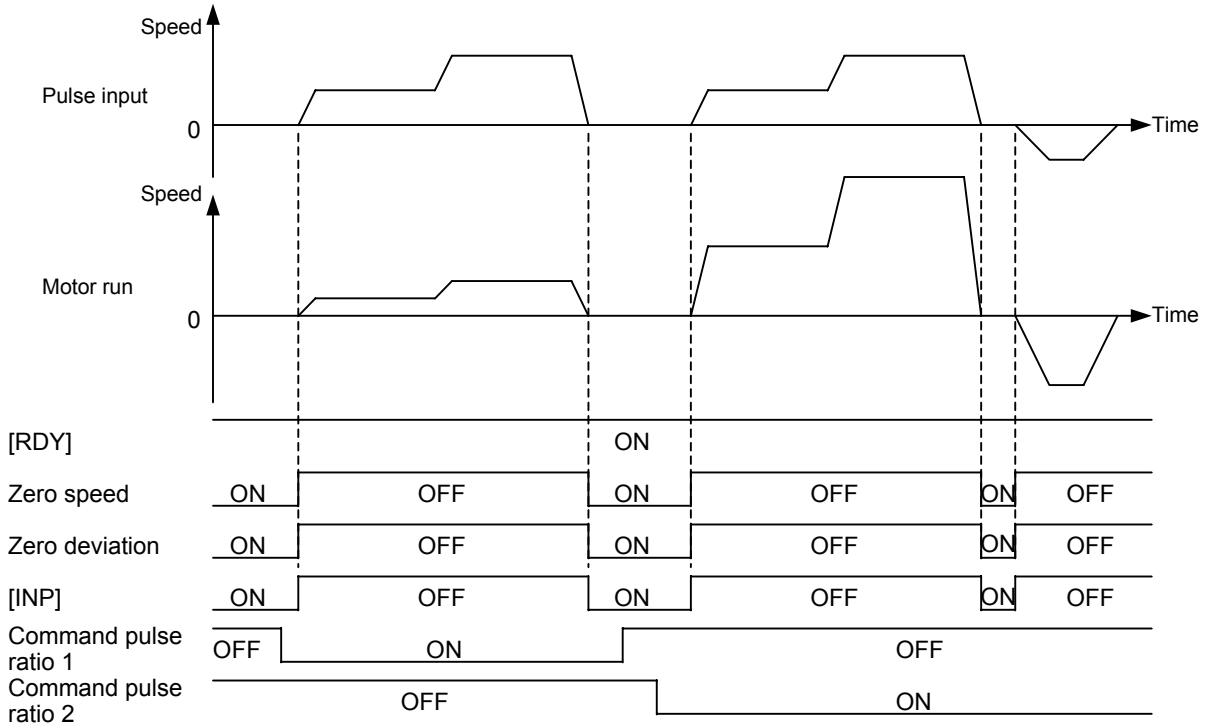 Speed
Pulse input
0
Time
Speed
Motor run
0
Time
[RDY] ON
Zero speed ON OFF ON OFF ON OFF
Zero deviation ON OFF ON OFF ON OFF
[INP] ON OFF ON OFF ON OFF
Command pulse
ratio 1 OFF ON OFF
Command pulse
ratio 2 OFF ON